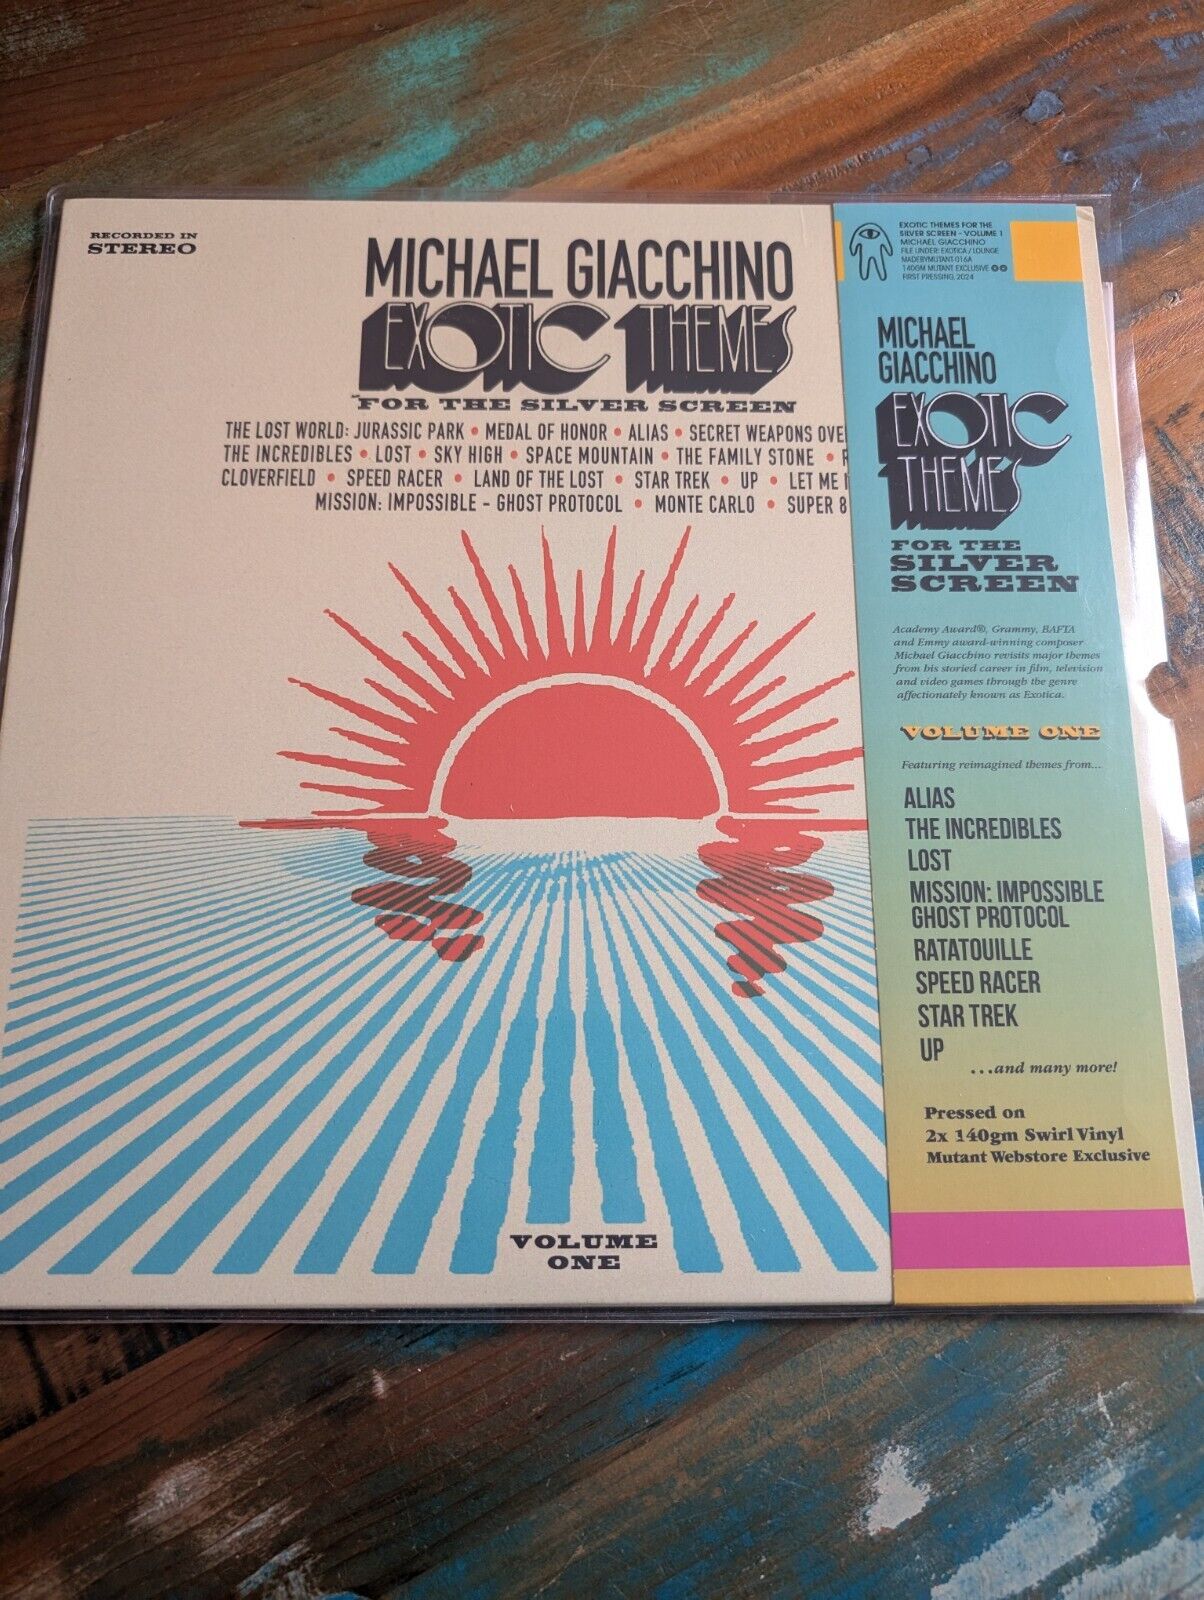 RECORDED IN
STEREO
MICHAEL GIACCHINO
EXOTIC THEMES
FOR THE SILVER SCREEN
THE LOST WORLD: JURASSIC PARK • MEDAL OF HONOR • ALIAS • SECRET WEAPONS OVE
THE INCREDIBLES • LOST • SKY HIGH • SPACE MOUNTAIN • THE FAMILY STONE •
CLOVERFIELD • SPEED RACER • LAND OF THE LOST • STAR TREK • UP • LET ME
MISSION: IMPOSSIBLE - GHOST PROTOCOL • MONTE CARLO • SUPER 8
VOLUME
ONE
EXOTIC THEMES FOR THE
SILVER SCREEN - VOLUME 1
MICHAEL GIACCHINO
FILE UNDER: EXOTICA / LOUNGE
MADEBYMUTANT-016A
140GM MUTANT EXCLUSIVE
FIRST PRESSING, 2024
MICHAEL
GIACCHINO
EXOTIC
THEMES
FOR THE
SILVER
SCREEN
Academy Award®, Grammy, BAFTA
and Emmy award-winning composer
Michael Giacchino revisits major themes
from his storied career in film, television
and video games through the genre
affectionately known as Exotica.
VOLUME ONE
Featuring reimagined themes from...
ALIAS
THE INCREDIBLES
LOST
MISSION: IMPOSSIBLE
GHOST PROTOCOL
RATATOUILLE
SPEED RACER
STAR TREK
UP
...and many more!
Pressed on
2x 140gm Swirl Vinyl
Mutant Webstore Exclusive